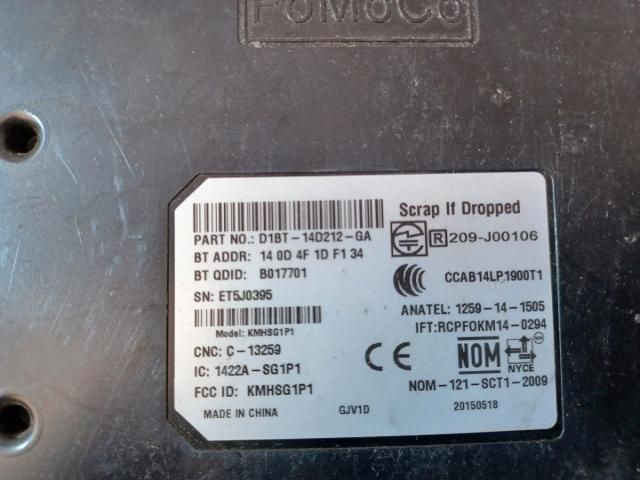 FoMoCo
Scrap If Dropped
PART NO.: D1BT-14D212-GA
R 209-J00106
BT ADDR: 14 0D 4F 1D F1 34
BT QDID: B017701
CCAB14LP1900T1
SN: ET5J0395
ANATEL: 1259-14-1505
Model: KMHSG1P1
IFT:RCPFOKM14-0294
CNC: C-13259
CE
NOM
NYCE
IC: 1422A-SG1P1
FCC ID: KMHSG1P1
NOM-121-SCT1-2009
MADE IN CHINA
GJV1D
20150518